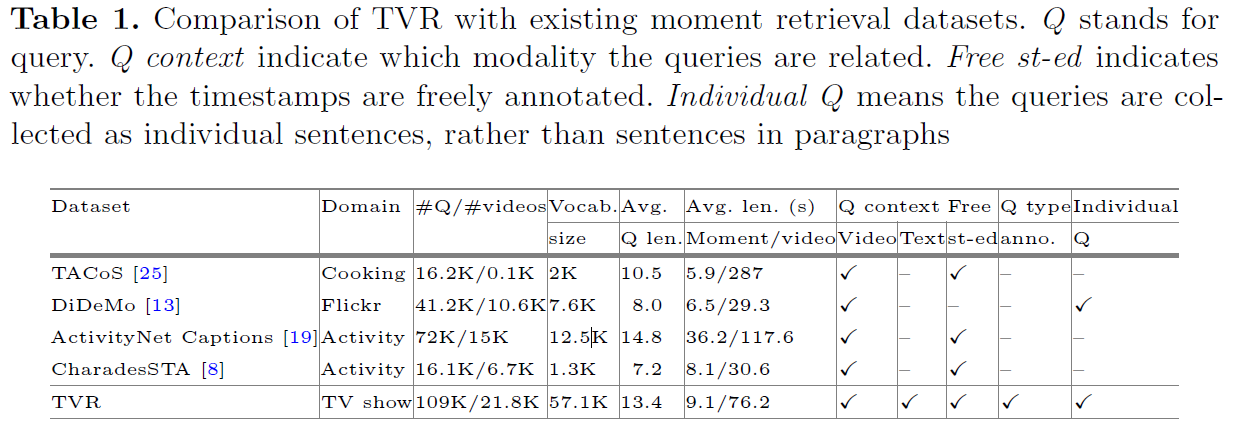 Table 1. Comparison of TVR with existing moment retrieval datasets. Q stands for
query. Q context indicate which modality the queries are related. Free st-ed indicates
whether the timestamps are freely annotated. Individual Q means the queries are col-
lected as individual sentences, rather than sentences in paragraphs
Dataset Domain #Q/#videos Vocab. Avg. Avg. len. (s) Q context Free Q type Individual
size Q len. Moment/video Video Text st-ed anno. Q
TACoS [25] Cooking 16.2K/0.1K 2K 10.5 5.9/287 ✓ – ✓ – –
DiDeMo [13] Flickr 41.2K/10.6K 7.6K 8.0 6.5/29.3 ✓ – – – ✓
ActivityNet Captions [19] Activity 72K/15K 12.5K 14.8 36.2/117.6 ✓ – ✓ – –
CharadesSTA [8] Activity 16.1K/6.7K 1.3K 7.2 8.1/30.6 ✓ – ✓ – –
TVR TV show 109K/21.8K 57.1K 13.4 9.1/76.2 ✓ ✓ ✓ ✓ ✓